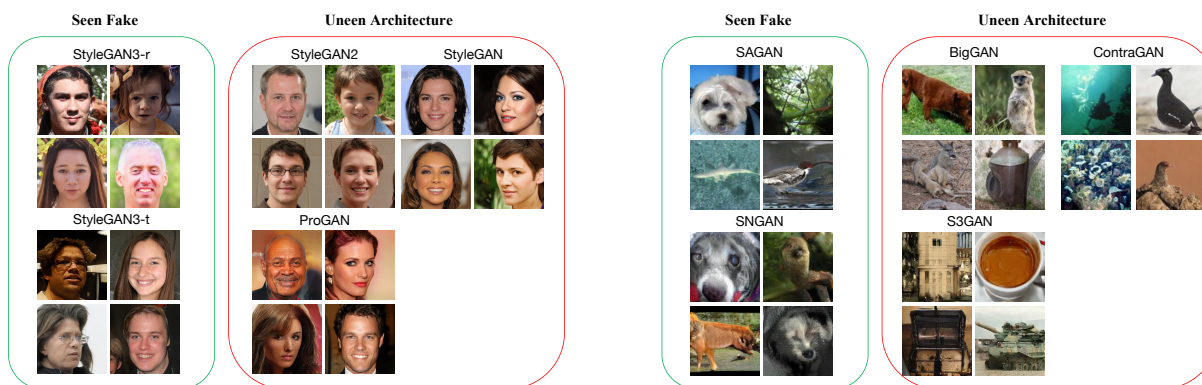 Seen Fake
Uneen Architecture
StyleGAN3-r
StyleGAN2
StyleGAN
StyleGAN3-t
ProGAN
Seen Fake
Uneen Architecture
SAGAN
BigGAN
ContraGAN
SNGAN
S3GAN